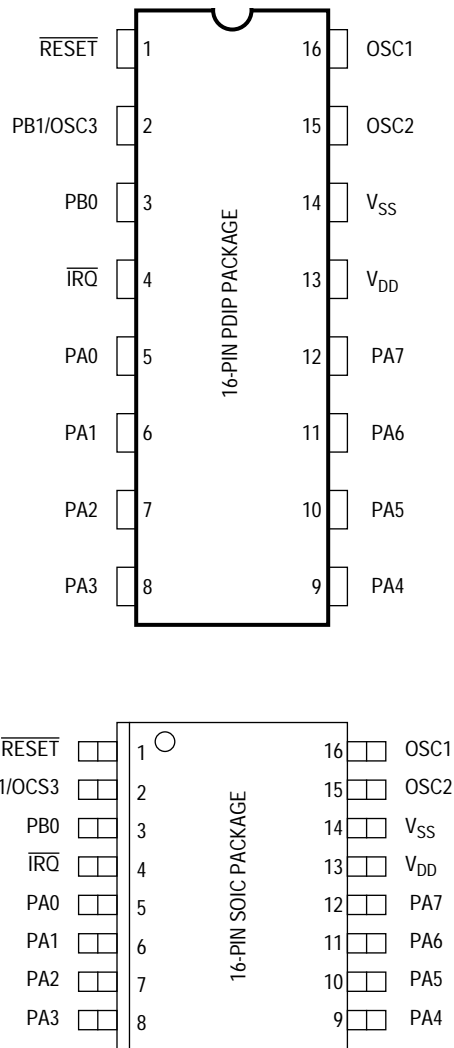 RESET 1 16 OSC1
PB1/OSC3 2 15 OSC2
PB0 3 14 VSS
IRQ 4 13 VDD
PA0 5 12 PA7
PA1 6 11 PA6
PA2 7 10 PA5
PA3 8 9 PA4
16-PIN PDIP PACKAGE
RESET 1 16 OSC1
1/OCS3 2 15 OSC2
PB0 3 14 VSS
IRQ 4 13 VDD
PA0 5 12 PA7
PA1 6 11 PA6
PA2 7 10 PA5
PA3 8 9 PA4
16-PIN SOIC PACKAGE